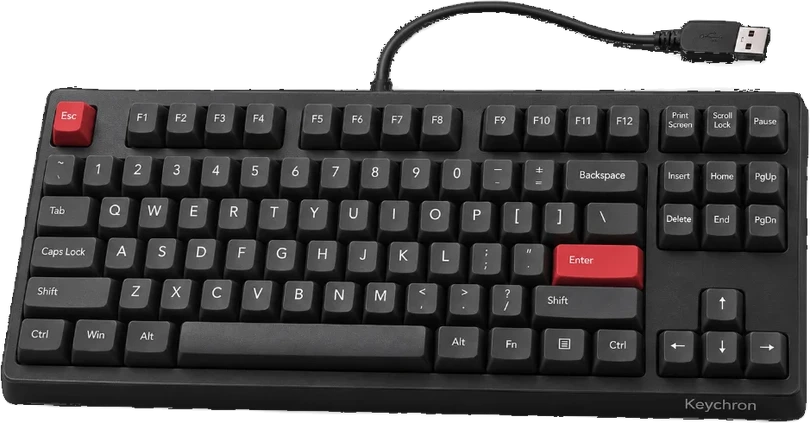 Esc F1 F2 F3 F4 F5 F6 F7 F8 F9 F10 F11 F12 Print Screen Scroll Lock Pause
~ 1 2 3 4 5 6 7 8 9 0 - = ± Backspace Insert Home PgUp
Tab Q W E R T Y U I O P [ ] \ Delete End PgDn
Caps Lock A S D F G H J K L ; " Enter
Shift Z X C V B N M < , > . ? / Shift ↑
Ctrl Win Alt Alt Fn Ctrl ← ↓ →
Keychron